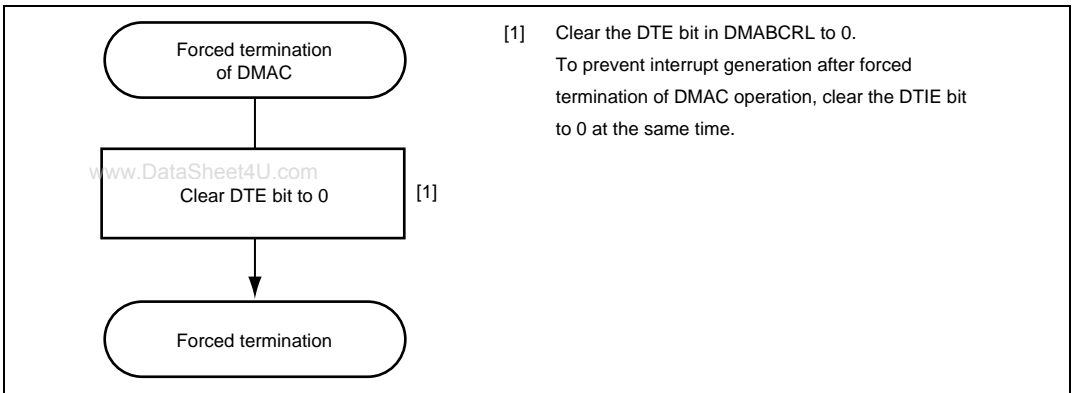 Forced termination
of DMAC
www.DataSheet4U.com
Clear DTE bit to 0
[1]
Forced termination
[1] Clear the DTE bit in DMABCRL to 0.
To prevent interrupt generation after forced
termination of DMAC operation, clear the DTIE bit
to 0 at the same time.